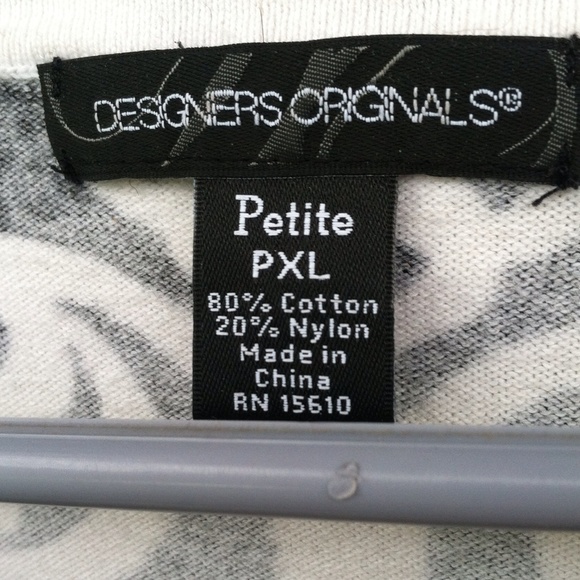 DESIGNERS ORIGINALS®
Petite
PXL
80% Cotton
20% Nylon
Made in
China
RN 15610